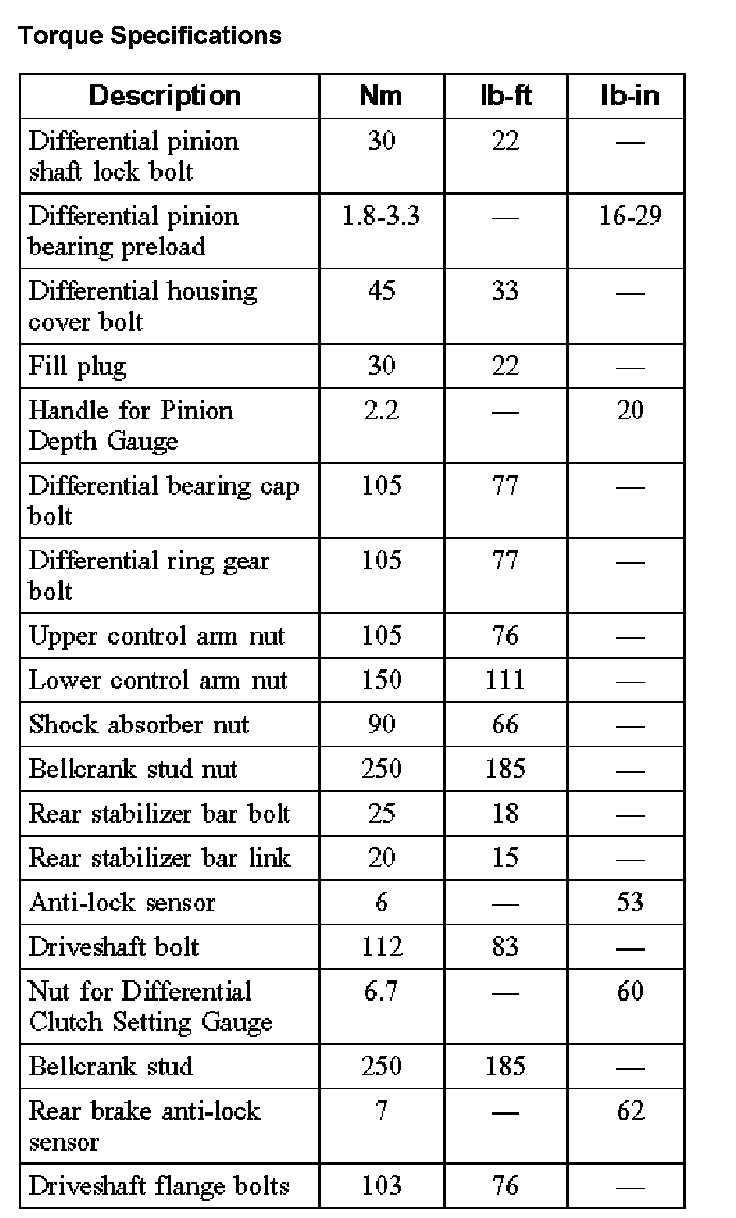 Torque Specifications
Description Nm lb-ft lb-in
Differential pinion 30 22 —
shaft lock bolt
Differential pinion 1.8-3.3 — 16-29
bearing preload
Differential housing 45 33 —
cover bolt
Fill plug 30 22 —
Handle for Pinion 2.2 — 20
Depth Gauge
Differential bearing cap 105 77 —
bolt
Differential ring gear 105 77 —
bolt
Upper control arm nut 105 76 —
Lower control arm nut 150 111 —
Shock absorber nut 90 66 —
Bellcrank stud nut 250 185 —
Rear stabilizer bar bolt 25 18 —
Rear stabilizer bar link 20 15 —
Anti-lock sensor 6 — 53
Driveshaft bolt 112 83 —
Nut for Differential 6.7 — 60
Clutch Setting Gauge
Bellcrank stud 250 185 —
Rear brake anti-lock 7 — 62
sensor
Driveshaft flange bolts 103 76 —